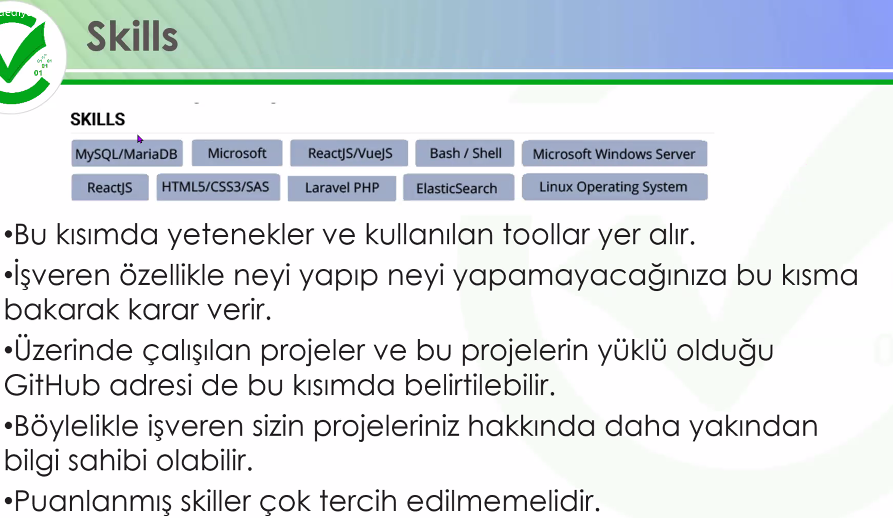 Skills
SKILLS
MySQL/MariaDB Microsoft ReactJS/VueJS Bash / Shell Microsoft Windows Server
ReactJS HTML5/CSS3/SAS Laravel PHP ElasticSearch Linux Operating System
•Bu kısımda yetenekler ve kullanılan toollar yer alır.
•İşveren özellikle neyi yapıp neyi yapamayacağınıza bu kısma
bakarak karar verir.
•Üzerinde çalışılan projeler ve bu projelerin yüklü olduğu
GitHub adresi de bu kısımda belirtilebilir.
•Böylelikle işveren sizin projeleriniz hakkında daha yakından
bilgi sahibi olabilir.
•Puanlanmış skiller çok tercih edilmemelidir.